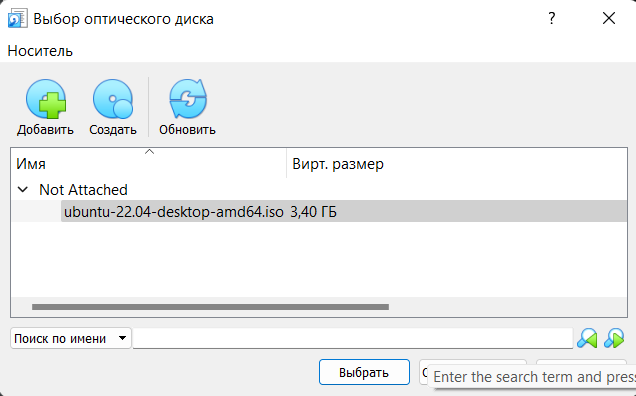 Выбор оптического диска
?
Носитель
Добавить
Создать
Обновить
Имя
Вирт. размер
Not Attached
ubuntu-22.04-desktop-amd64.iso 3,40 ГБ
Поиск по имени
Выбрать
Enter the search term and press